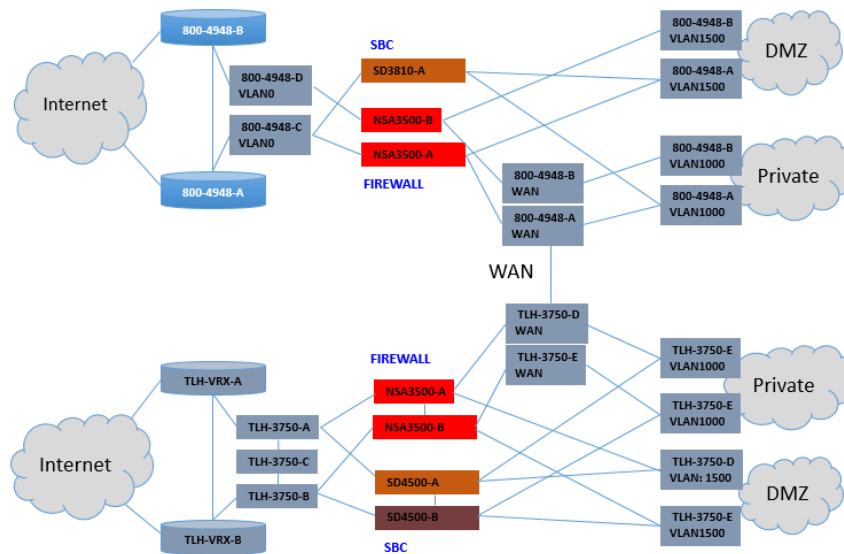 800-4948-B
SBC
800-4948-B
VLAN1500
DMZ
SD3810-A
800-4948-D
VLAN0
800-4948-A
VLAN1500
Internet
NSA3500-B
800-4948-C
VLAN0
NSA3500-A
800-4948-B
VLAN1000
800-4948-B
WAN
Private
FIREWALL
800-4948-A
800-4948-A
VLAN1000
800-4948-A
WAN
WAN
TLH-3750-D
WAN
FIREWALL
TLH-3750-E
WAN
TLH-3750-E
VLAN1000
TLH-VRX-A
NSA3500-A
Private
TLH-3750-A
NSA3500-B
TLH-3750-E
VLAN1000
Internet
TLH-3750-C
TLH-3750-D
VLAN: 1500
SD4500-A
TLH-3750-B
DMZ
SD4500-B
TLH-3750-E
VLAN1500
TLH-VRX-B
SBC